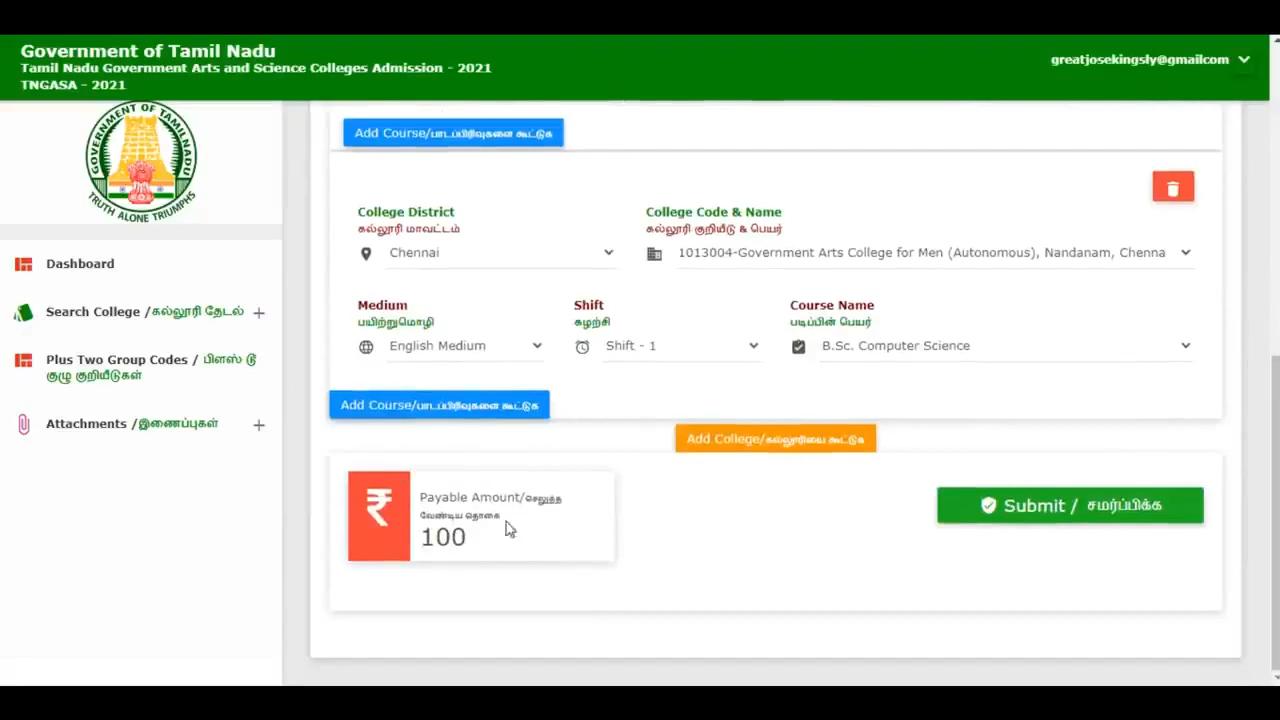 Government of Tamil Nadu
Tamil Nadu Government Arts and Science Colleges Admission - 2021
TNGASA - 2021
greatjosekingsly@gmailcom
GOVERNMENT OF TAMILNADU
TRUTH ALONE TRIUMPHS
Dashboard
Search College /கல்லூரி தேடல்
Plus Two Group Codes / பிளஸ் டூ
குழு குறியீடுகள்
Attachments /இணைப்புகள்
Add Course/பாடப்பிரிவுகளை கூட்டுக
College District
கல்லூரி மாவட்டம்
Chennai
College Code & Name
கல்லூரி குறியீடு & பெயர்
1013004-Government Arts College for Men (Autonomous), Nandanam, Chenna
Medium
பயிற்றுமொழி
English Medium
Shift
சுழற்சி
Shift - 1
Course Name
படிப்பின் பெயர்
B.Sc. Computer Science
Add Course/பாடப்பிரிவுகளை கூட்டுக
Add College/கல்லூரியை கூட்டுக
₹
Payable Amount/செலுத்த
வேண்டிய தொகை
100
Submit / சமர்ப்பிக்க